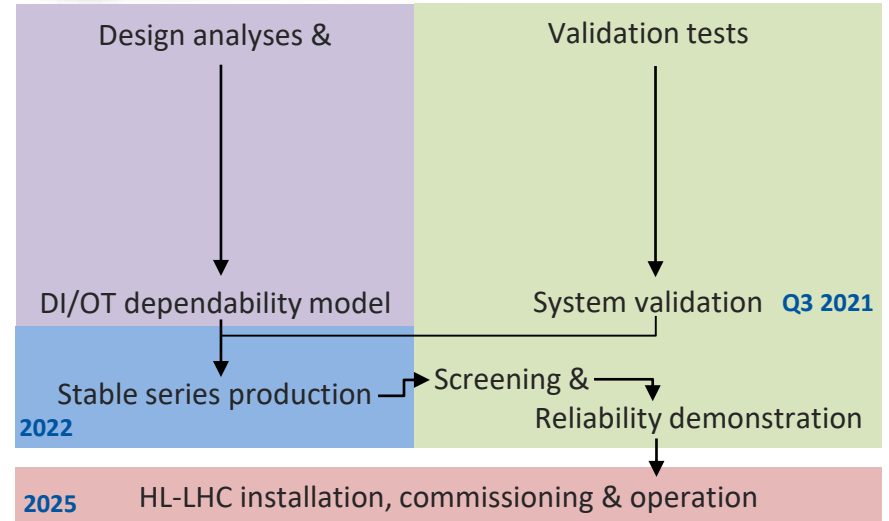 Design analyses &
Validation tests
DI/OT dependability model
System validation
Q3 2021
Stable series production
Screening &
Reliability demonstration
2022
2025
HL-LHC installation, commissioning & operation